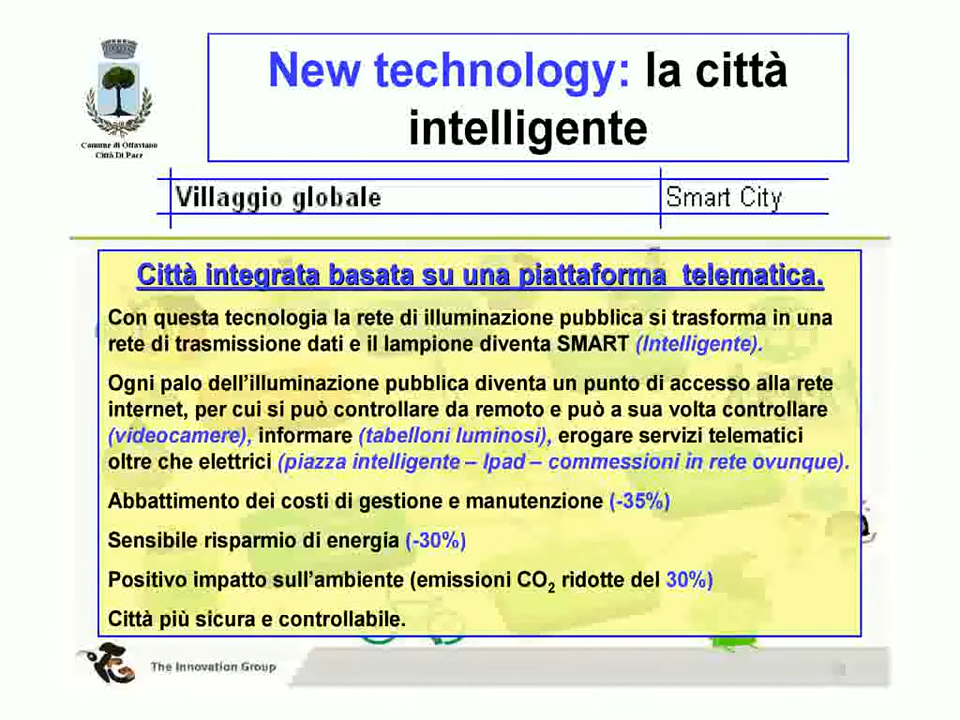 New technology: la città
intelligente
Comune di Ottaviano
Città Di Pace
Villaggio globale
Smart City
Città integrata basata su una piattaforma telematica.
Con questa tecnologia la rete di illuminazione pubblica si trasforma in una
rete di trasmissione dati e il lampione diventa SMART (Intelligente).
Ogni palo dell'illuminazione pubblica diventa un punto di accesso alla rete
internet, per cui si può controllare da remoto e può a sua volta controllare
(videocamere), informare (tabelloni luminosi), erogare servizi telematici
oltre che elettrici (piazza intelligente – Ipad – commessioni in rete ovunque).
Abbattimento dei costi di gestione e manutenzione (-35%)
Sensibile risparmio di energia (-30%)
Positivo impatto sull'ambiente (emissioni CO2 ridotte del 30%)
Città più sicura e controllabile.
The Innovation Group